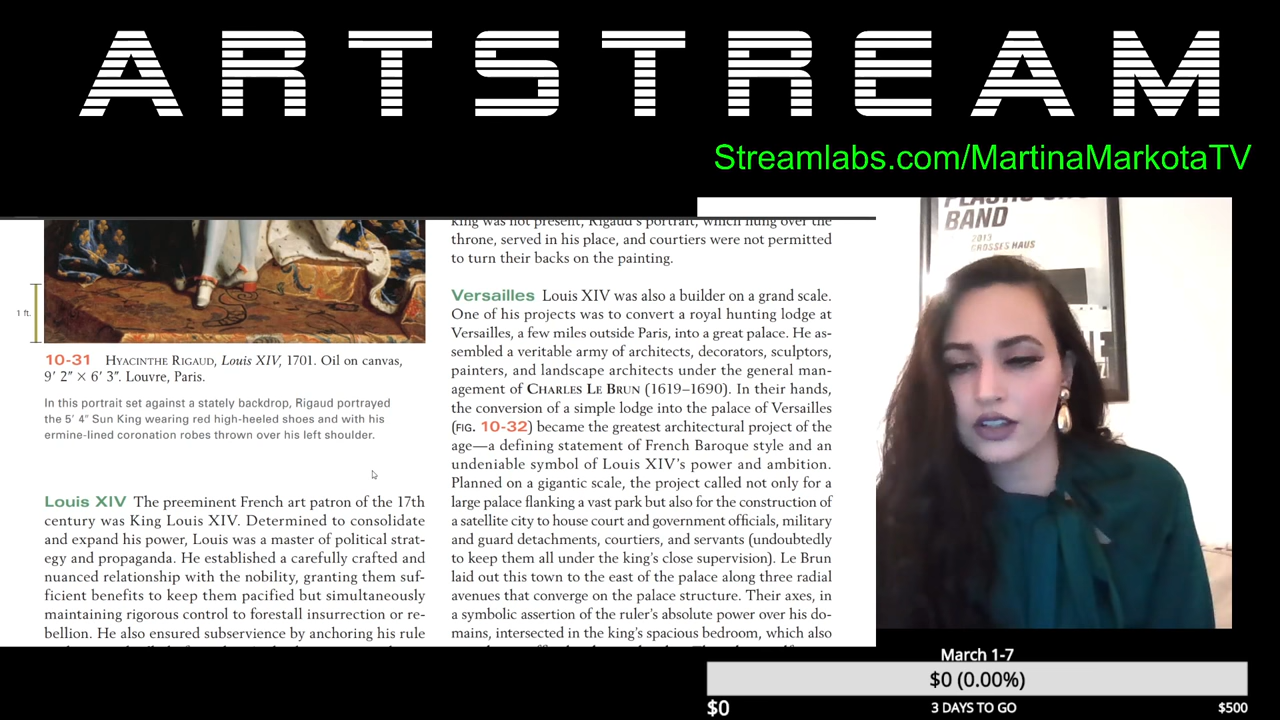 ARTSTREAM
Streamlabs.com/MartinaMarkotaTV
BAND
2013
GROSSES HAUS
1 ft.
10-31 HYACINTHE RIGAUD, Louis XIV, 1701. Oil on canvas,
9′ 2″ × 6′ 3″. Louvre, Paris.
In this portrait set against a stately backdrop, Rigaud portrayed
the 5′ 4″ Sun King wearing red high-heeled shoes and with his
ermine-lined coronation robes thrown over his left shoulder.
Louis XIV The preeminent French art patron of the 17th
century was King Louis XIV. Determined to consolidate
and expand his power, Louis was a master of political strat-
egy and propaganda. He established a carefully crafted and
nuanced relationship with the nobility, granting them suf-
ficient benefits to keep them pacified but simultaneously
maintaining rigorous control to forestall insurrection or re-
bellion. He also ensured subservience by anchoring his rule
king was not present, Rigaud's portrait, which hung over the
throne, served in his place, and courtiers were not permitted
to turn their backs on the painting.
Versailles Louis XIV was also a builder on a grand scale.
One of his projects was to convert a royal hunting lodge at
Versailles, a few miles outside Paris, into a great palace. He as-
sembled a veritable army of architects, decorators, sculptors,
painters, and landscape architects under the general man-
agement of CHARLES LE BRUN (1619–1690). In their hands,
the conversion of a simple lodge into the palace of Versailles
(FIG. 10-32) became the greatest architectural project of the
age—a defining statement of French Baroque style and an
undeniable symbol of Louis XIV's power and ambition.
Planned on a gigantic scale, the project called not only for a
large palace flanking a vast park but also for the construction of
a satellite city to house court and government officials, military
and guard detachments, courtiers, and servants (undoubtedly
to keep them all under the king's close supervision). Le Brun
laid out this town to the east of the palace along three radial
avenues that converge on the palace structure. Their axes, in
a symbolic assertion of the ruler's absolute power over his do-
mains, intersected in the king's spacious bedroom, which also
March 1-7
$0 (0.00%)
$0
3 DAYS TO GO
$500